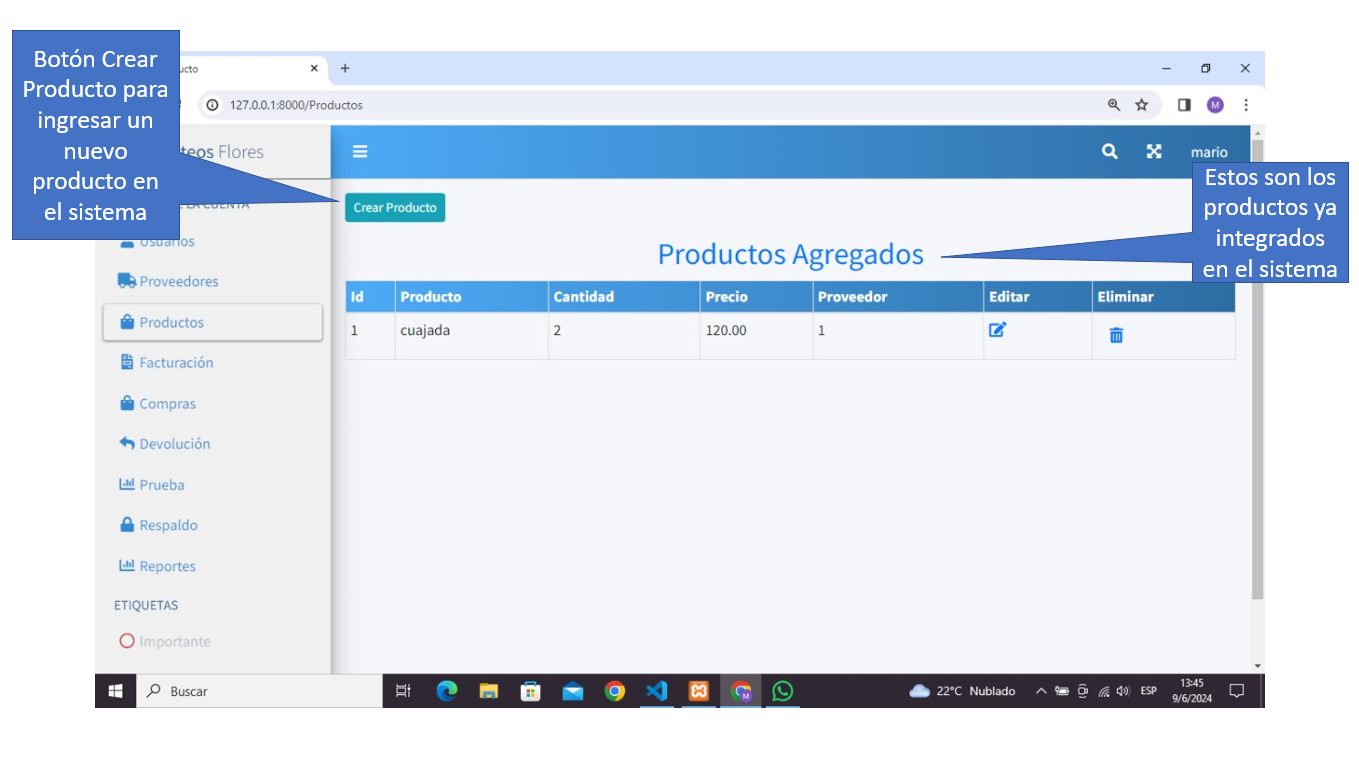 Botón Crear
Producto para
ingresar un
nuevo
producto en
el sistema
127.0.0.1:8000/Productos
M
Flores
mario
Estos son los
productos ya
integrados
en el sistema
Crear Producto
Productos Agregados
Id Producto Cantidad Precio Proveedor Editar Eliminar
1 cuajada 2 120.00 1
LA CUENTA
Usuarios
Proveedores
Productos
Facturación
Compras
Devolución
Prueba
Respaldo
Reportes
ETIQUETAS
Importante
Buscar
22°C Nublado
ESP
13:45
9/6/2024